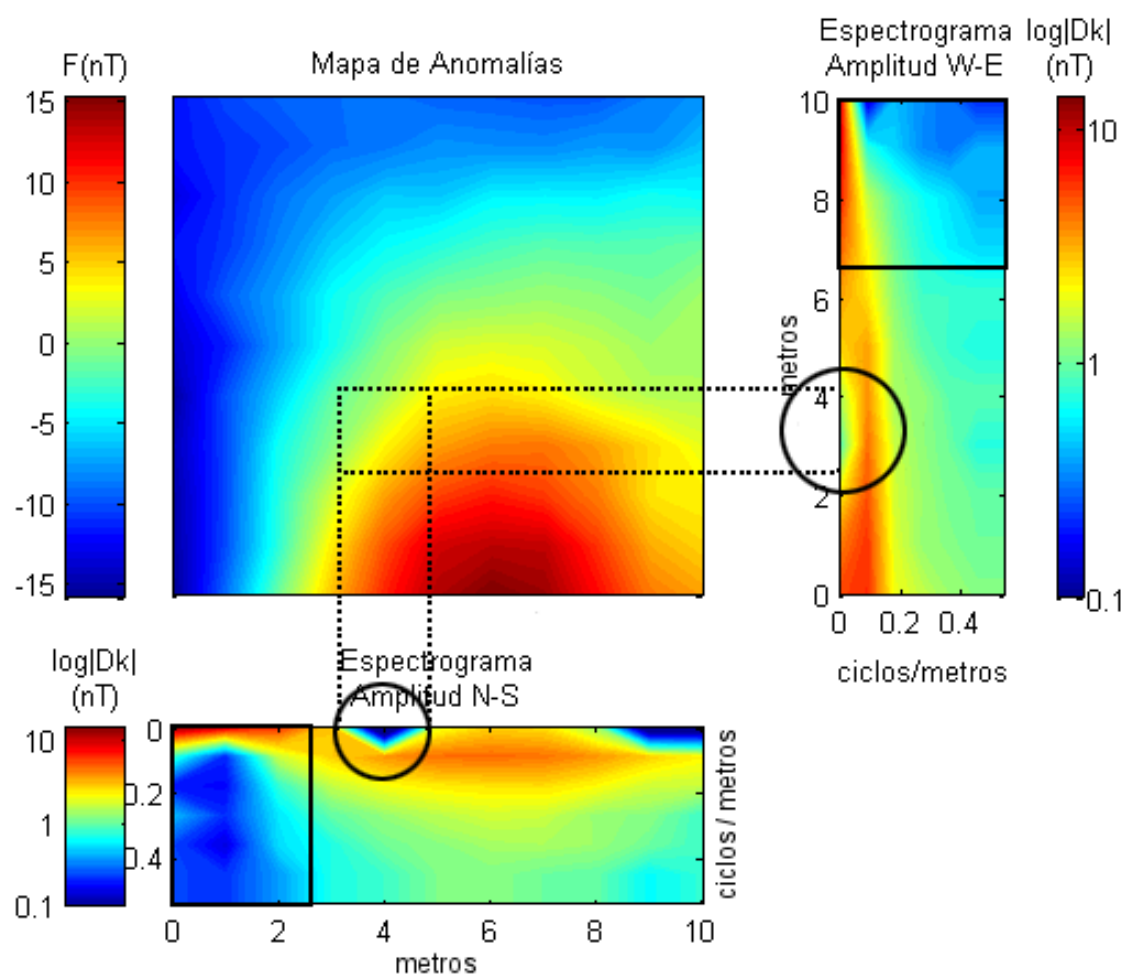 F(nT)
15
10
5
0
-5
-10
-15
Mapa de Anomalías
Espectrograma
Amplitud W-E
10
8
6
4
2
0
metros
0 0.2 0.4
ciclos/metros
log|Dk|
(nT)
10
1
0.1
log|Dk|
(nT)
10
1
0.1
Espectrograma
Amplitud N-S
0
0.2
0.4
ciclos / metros
0 2 4 6 8 10
metros